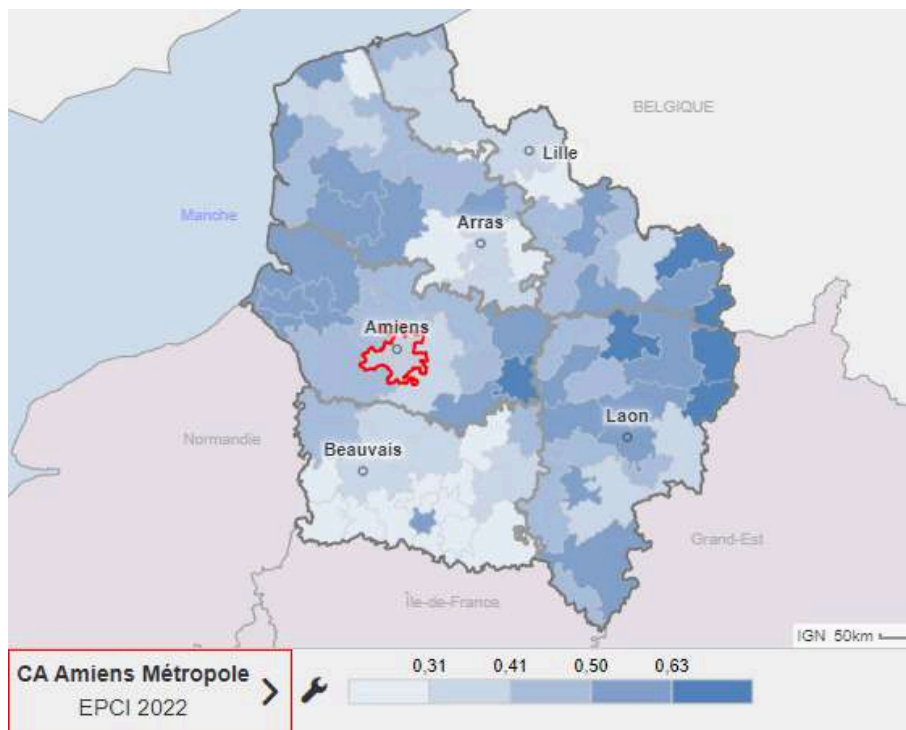 BELGIQUE
Lille
Manche
Arras
Amiens
Laon
Normandie
Beauvais
Grand-Est
Île-de-France
IGN 50km
CA Amiens Métropole
EPCI 2022
0,31 0,41 0,50 0,63